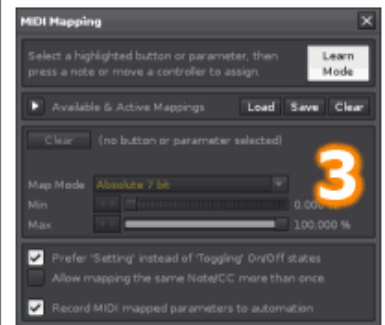 MIDI Mapping
Select a highlighted button or parameter, then
press a note or move a controller to assign.
Learn
Mode
Available & Active Mappings
Load
Save
Clear
Clear
(no button or parameter selected)
3
Map Mode
Absolute 7 bit
Min
Max
100.000 %
Prefer 'Setting' instead of 'Toggling' On/Off states
Allow mapping the same Note/CC more than once
Record MIDI mapped parameters to automation